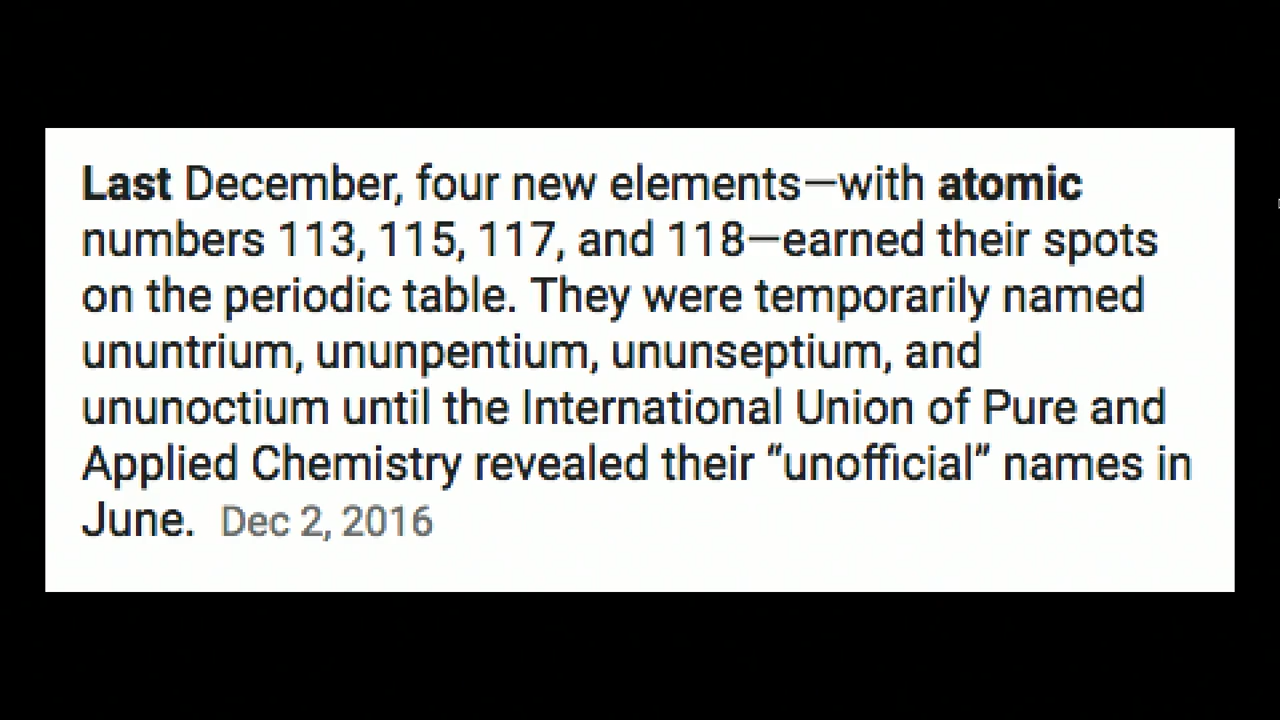 Last December, four new elements—with atomic
numbers 113, 115, 117, and 118—earned their spots
on the periodic table. They were temporarily named
ununtrium, ununpentium, ununseptium, and
ununoctium until the International Union of Pure and
Applied Chemistry revealed their “unofficial” names in
June. Dec 2, 2016